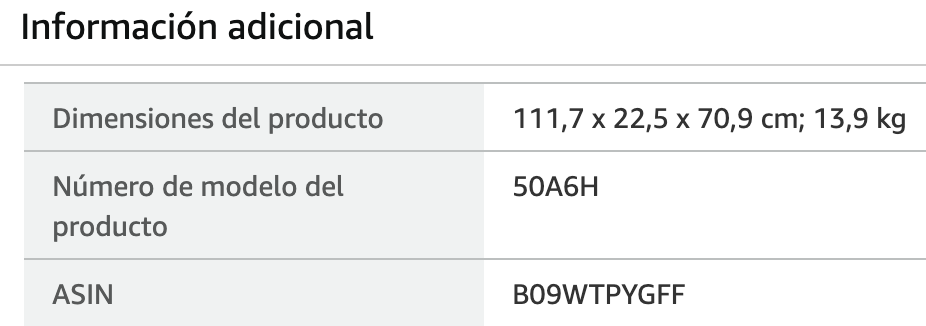 Información adicional
Dimensiones del producto
111,7 x 22,5 x 70,9 cm; 13,9 kg
Número de modelo del
producto
50A6H
ASIN
B09WTPYGFF